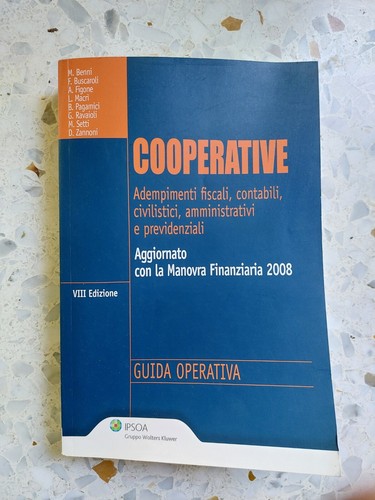 M. Benni
F. Buscaroli
A. Figone
L. Macrì
B. Pagamici
G. Ravaioli
M. Setti
D. Zannoni
COOPERATIVE
Adempimenti fiscali, contabili,
civilistici, amministrativi
e previdenziali
Aggiornato
con la Manovra Finanziaria 2008
VIII Edizione
GUIDA OPERATIVA
IPSOA
Gruppo Wolters Kluwer